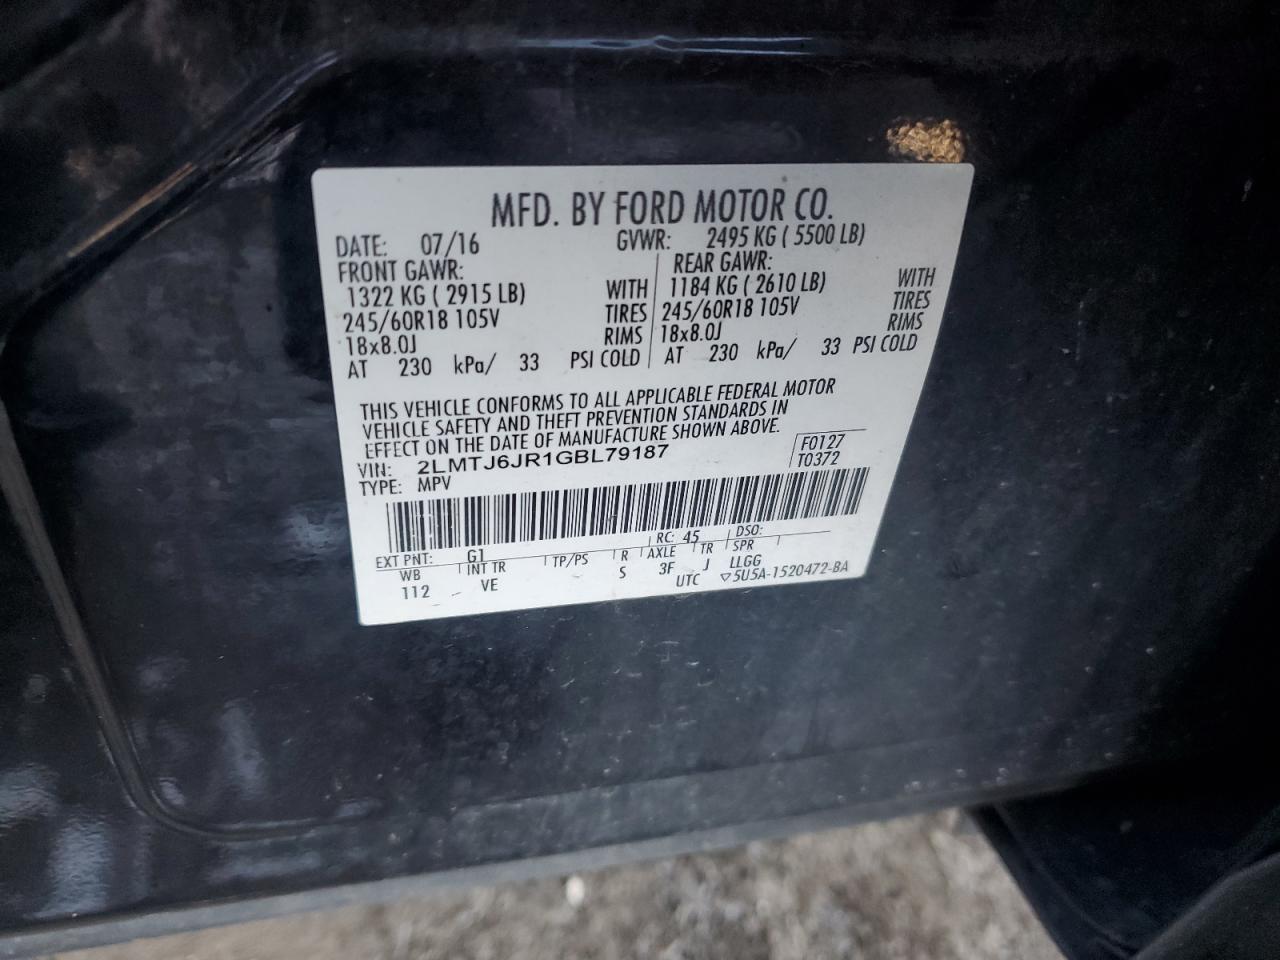 MFD. BY FORD MOTOR CO.
DATE: 07/16 GVWR: 2495 KG ( 5500 LB)
FRONT GAWR: REAR GAWR:
1322 KG ( 2915 LB) WITH 1184 KG ( 2610 LB) WITH
245/60R18 105V TIRES 245/60R18 105V TIRES
18x8.0J RIMS 18x8.0J RIMS
AT 230 kPa/ 33 PSI COLD AT 230 kPa/ 33 PSI COLD
THIS VEHICLE CONFORMS TO ALL APPLICABLE FEDERAL MOTOR
VEHICLE SAFETY AND THEFT PREVENTION STANDARDS IN
EFFECT ON THE DATE OF MANUFACTURE SHOWN ABOVE.
VIN: 2LMTJ6JR1GBL79187 F0127
TYPE: MPV T0372
EXT PNT: G1 RC: 45 DSO:
WB INT TR TP/PS R AXLE TR SPR
112 VE S 3F J LLGG
UTC ▽5U5A-1520472-BA